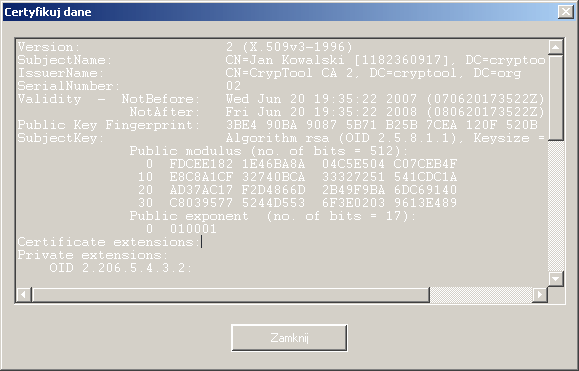 Certyfikuj dane
Version: 2 (X.509v3-1996)
SubjectName: CN=Jan Kowalski [1182360917], DC=cryptoo
IssuerName: CN=CrypTool CA 2, DC=cryptool, DC=org
SerialNumber: 02
Validity - NotBefore: Wed Jun 20 19:35:22 2007 (070620173522Z)
NotAfter: Fri Jun 20 19:35:22 2008 (080620173522Z)
Public Key Fingerprint: 3BE4 90BA 9087 5B71 B25B 7CEA 120F 520B
SubjectKey: Algorithm rsa (OID 2.5.8.1.1), Keysize =
Public modulus (no. of bits = 512):
0 FDCEE182 1E46BA8A 04C5E504 C07CEB4F
10 E8C8A1CF 32740BCA 33327251 541CDC1A
20 AD37AC17 F2D4866D 2B49F9BA 6DC69140
30 C8039577 5244D553 6F3E0203 9613E489
Public exponent (no. of bits = 17):
0 010001
Certificate extensions:
Private extensions:
OID 2.206.5.4.3.2:
Zamknij